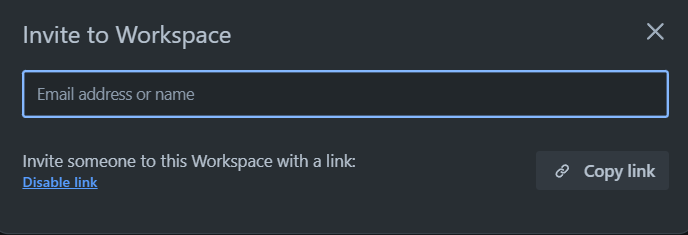 Invite to Workspace
Email address or name
Invite someone to this Workspace with a link:
Disable link
Copy link